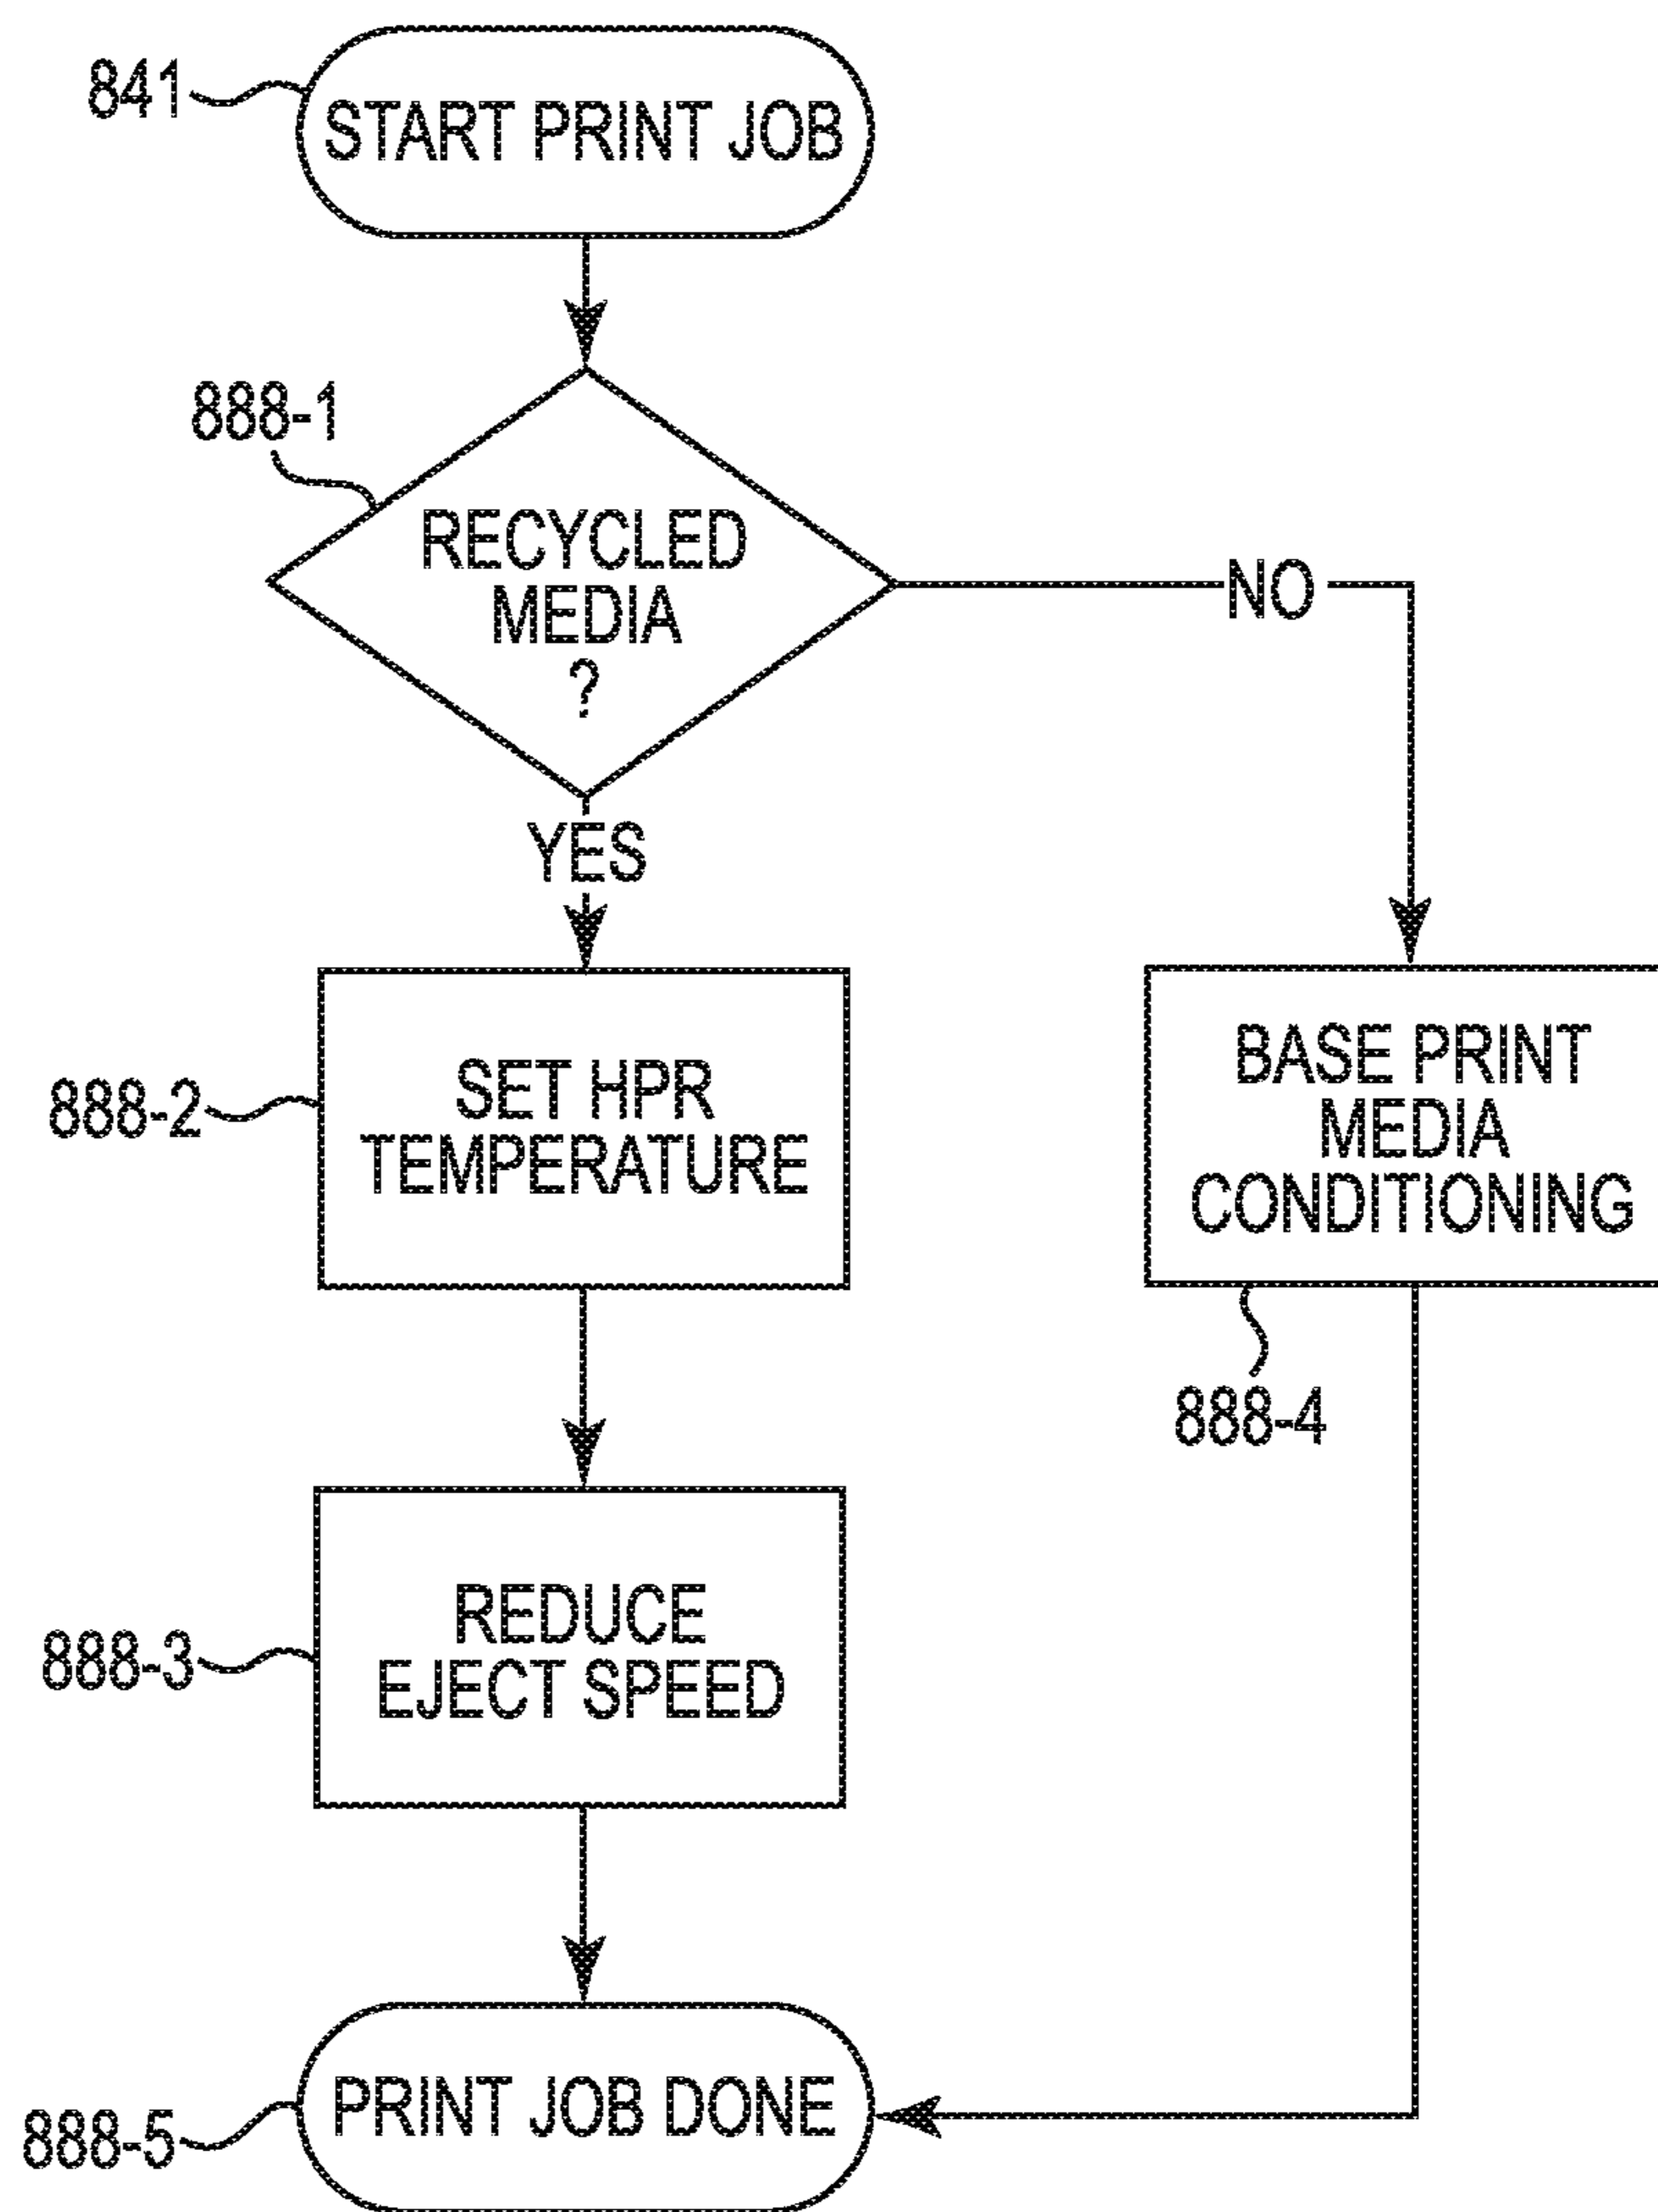 841
START PRINT JOB
888-1
RECYCLED
MEDIA
?
NO
YES
888-2
SET HPR
TEMPERATURE
BASE PRINT
MEDIA
CONDITIONING
888-4
888-3
REDUCE
EJECT SPEED
888-5
PRINT JOB DONE